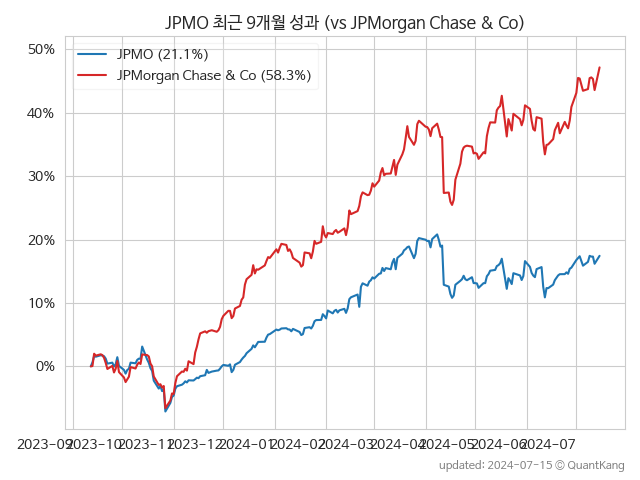 JPMO 최근 9개월 성과 (vs JPMorgan Chase & Co)
JPMO (21.1%)
JPMorgan Chase & Co (58.3%)
50%
40%
30%
20%
10%
0%
2023-09 2023-10 2023-11 2023-12 2024-01 2024-02 2024-03 2024-04 2024-05 2024-06 2024-07
updated: 2024-07-15 © QuantKang